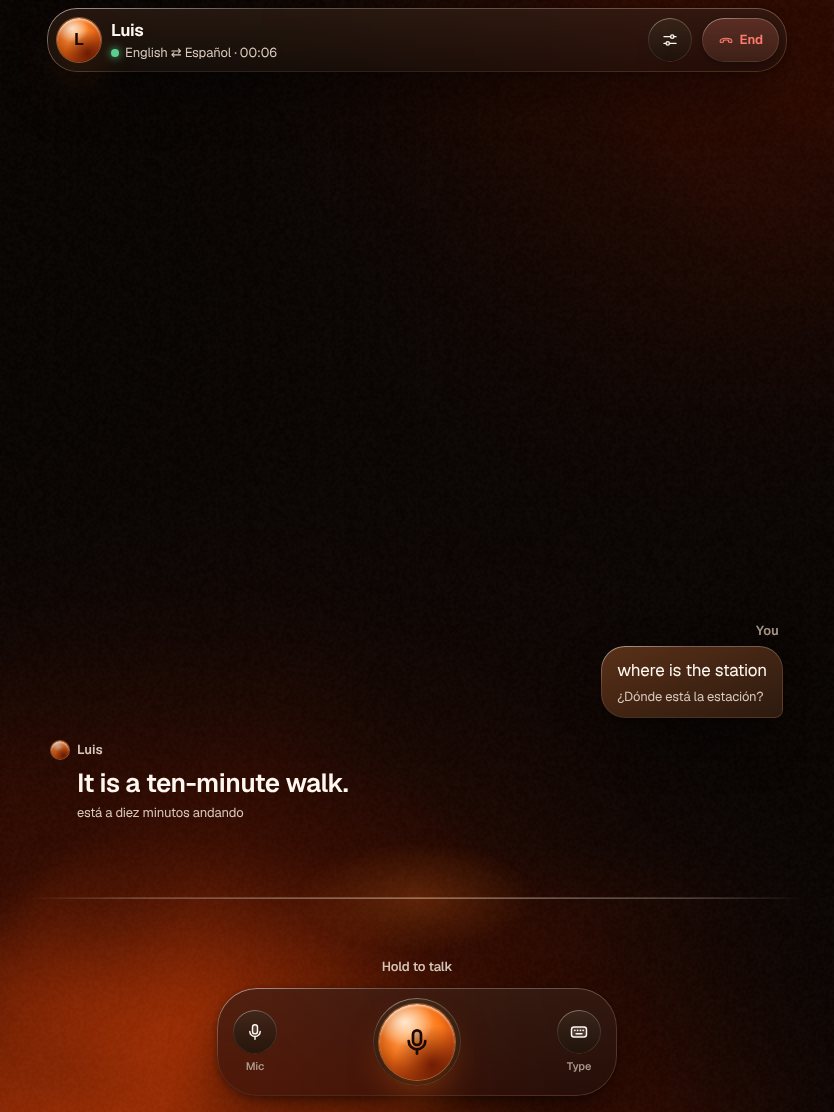 L
Luis
English ⇄ Español · 00:06
End
You
where is the station
¿Dónde está la estación?
Luis
It is a ten-minute walk.
está a diez minutos andando
Hold to talk
Mic
Type